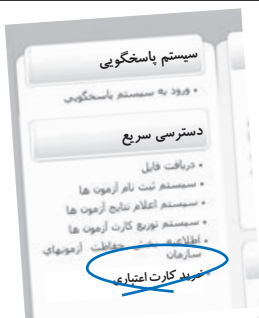 سیستم پاسخگویی
ورود به سیستم پاسخگویی
دسترسی سریع
دریافت فایل
سیستم ثبت نام آزمون ها
سیستم اعلام نتایج آزمون ها
سیستم توزیع کارت آزمون ها
اطلاعیه حفاظت آزمونهای
سازمان
خرید کارت اعتباری